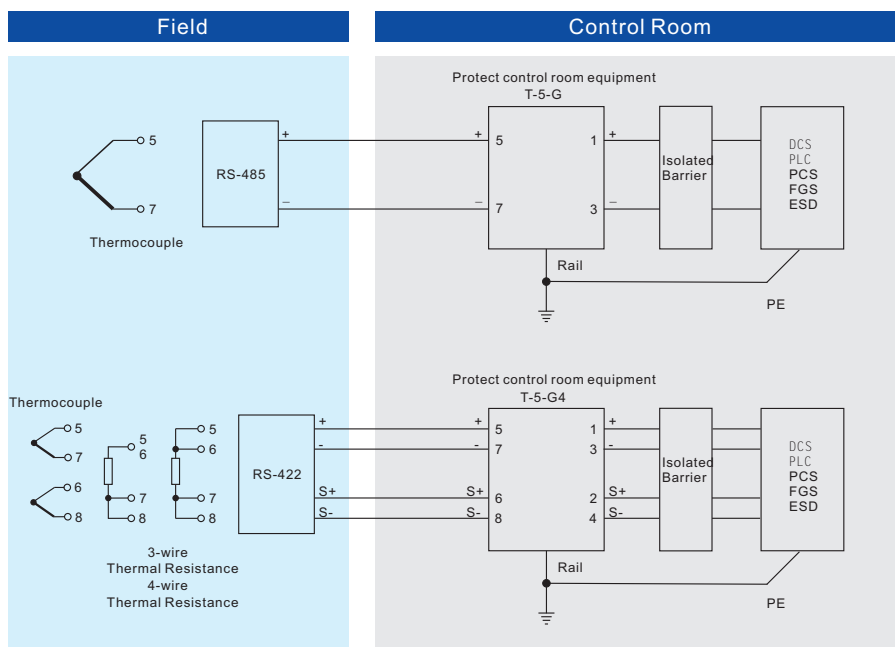 Field
Control Room
Protect control room equipment
T-5-G
5
7
Thermocouple
RS-485
+
−
+
−
5
7
1
3
+
−
Isolated
Barrier
DCS
PLC
PCS
FGS
ESD
Rail
PE
Protect control room equipment
T-5-G4
Thermocouple
5
7
6
8
5
6
7
8
5
6
7
8
3-wire
Thermal Resistance
4-wire
Thermal Resistance
RS-422
+
-
S+
S-
+
-
S+
S-
5
7
6
8
1
3
2
4
+
-
S+
S-
Isolated
Barrier
DCS
PLC
PCS
FGS
ESD
Rail
PE